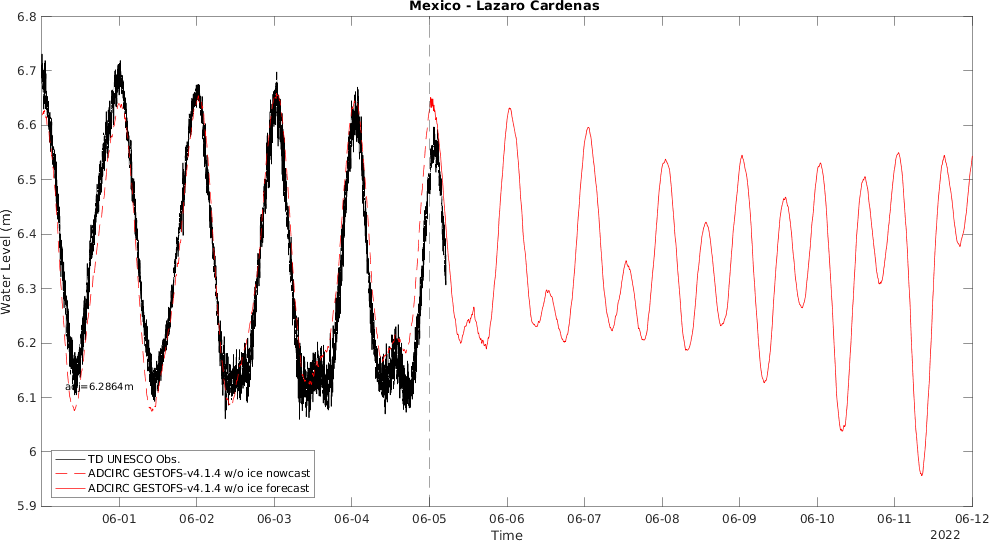 Mexico - Lazaro Cardenas
6.8
6.7
6.6
6.5
6.4
6.3
6.2
6.1
6
5.9
Water Level (m)
adj=6.2864m
TD UNESCO Obs.
ADCIRC GESTOFS-v4.1.4 w/o ice nowcast
ADCIRC GESTOFS-v4.1.4 w/o ice forecast
06-01 06-02 06-03 06-04 06-05 06-06 06-07 06-08 06-09 06-10 06-11 06-12
Time
2022